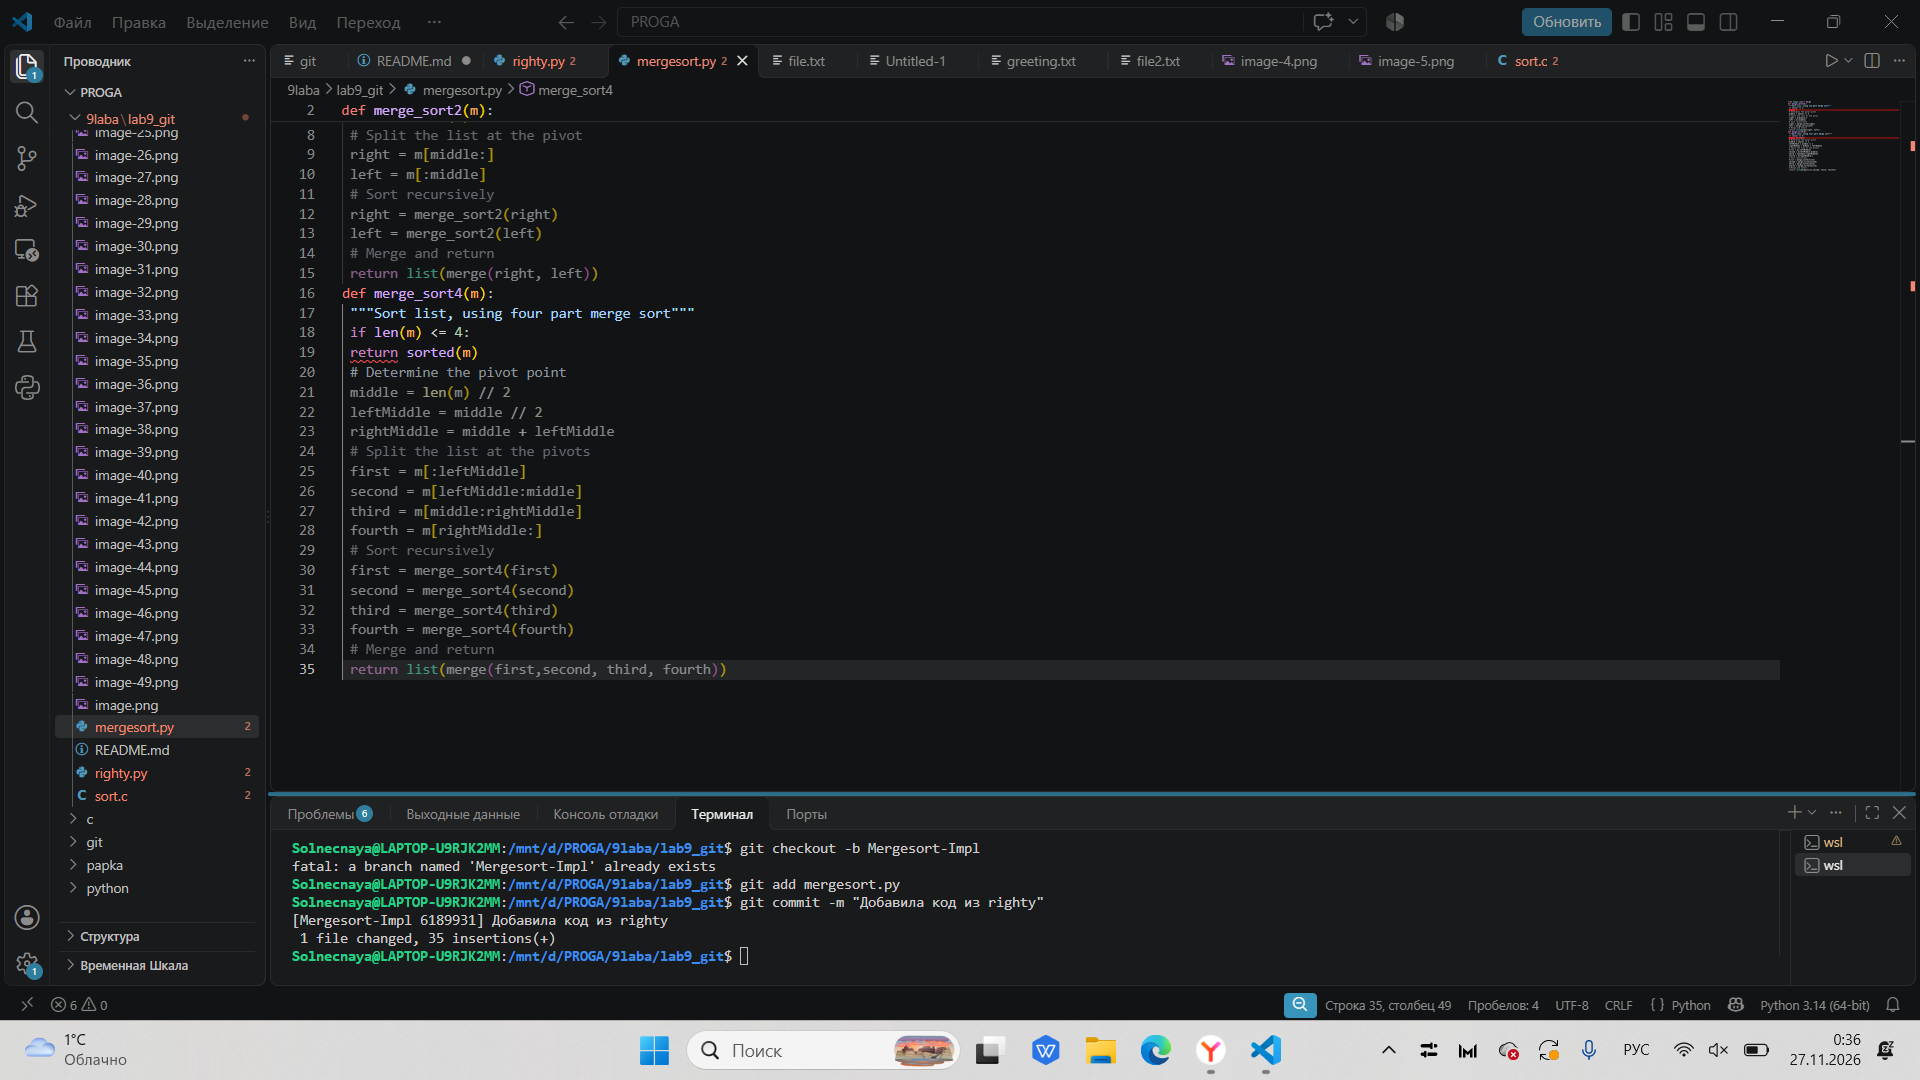 Файл Правка Выделение Вид Переход ··· PROGA Обновить
Проводник ···
PROGA
9laba \ lab9_git
image-25.png
image-26.png
image-27.png
image-28.png
image-29.png
image-30.png
image-31.png
image-32.png
image-33.png
image-34.png
image-35.png
image-36.png
image-37.png
image-38.png
image-39.png
image-40.png
image-41.png
image-42.png
image-43.png
image-44.png
image-45.png
image-46.png
image-47.png
image-48.png
image-49.png
image.png
mergesort.py 2
README.md
righty.py 2
sort.c 2
c
git
papka
python
Структура
Временная Шкала
1
1
git README.md righty.py 2 mergesort.py 2 file.txt Untitled-1 greeting.txt file2.txt image-4.png image-5.png sort.c 2
9laba > lab9_git > mergesort.py > merge_sort4
2 def merge_sort2(m):
8 # Split the list at the pivot
9 right = m[middle:]
10 left = m[:middle]
11 # Sort recursively
12 right = merge_sort2(right)
13 left = merge_sort2(left)
14 # Merge and return
15 return list(merge(right, left))
16 def merge_sort4(m):
17 """Sort list, using four part merge sort"""
18 if len(m) <= 4:
19 return sorted(m)
20 # Determine the pivot point
21 middle = len(m) // 2
22 leftMiddle = middle // 2
23 rightMiddle = middle + leftMiddle
24 # Split the list at the pivots
25 first = m[:leftMiddle]
26 second = m[leftMiddle:middle]
27 third = m[middle:rightMiddle]
28 fourth = m[rightMiddle:]
29 # Sort recursively
30 first = merge_sort4(first)
31 second = merge_sort4(second)
32 third = merge_sort4(third)
33 fourth = merge_sort4(fourth)
34 # Merge and return
35 return list(merge(first,second, third, fourth))
Проблемы 6 Выходные данные Консоль отладки Терминал Порты
Solnecnaya@LAPTOP-U9RJK2MM:/mnt/d/PROGA/9laba/lab9_git$ git checkout -b Mergesort-Impl
fatal: a branch named 'Mergesort-Impl' already exists
Solnecnaya@LAPTOP-U9RJK2MM:/mnt/d/PROGA/9laba/lab9_git$ git add mergesort.py
Solnecnaya@LAPTOP-U9RJK2MM:/mnt/d/PROGA/9laba/lab9_git$ git commit -m "Добавила код из righty"
[Mergesort-Impl 6189931] Добавила код из righty
1 file changed, 35 insertions(+)
Solnecnaya@LAPTOP-U9RJK2MM:/mnt/d/PROGA/9laba/lab9_git$
wsl
wsl
6 0 Строка 35, столбец 49 Пробелов: 4 UTF-8 CRLF { } Python Python 3.14 (64-bit)
1°C
Облачно
Поиск
РУС
0:36
27.11.2026